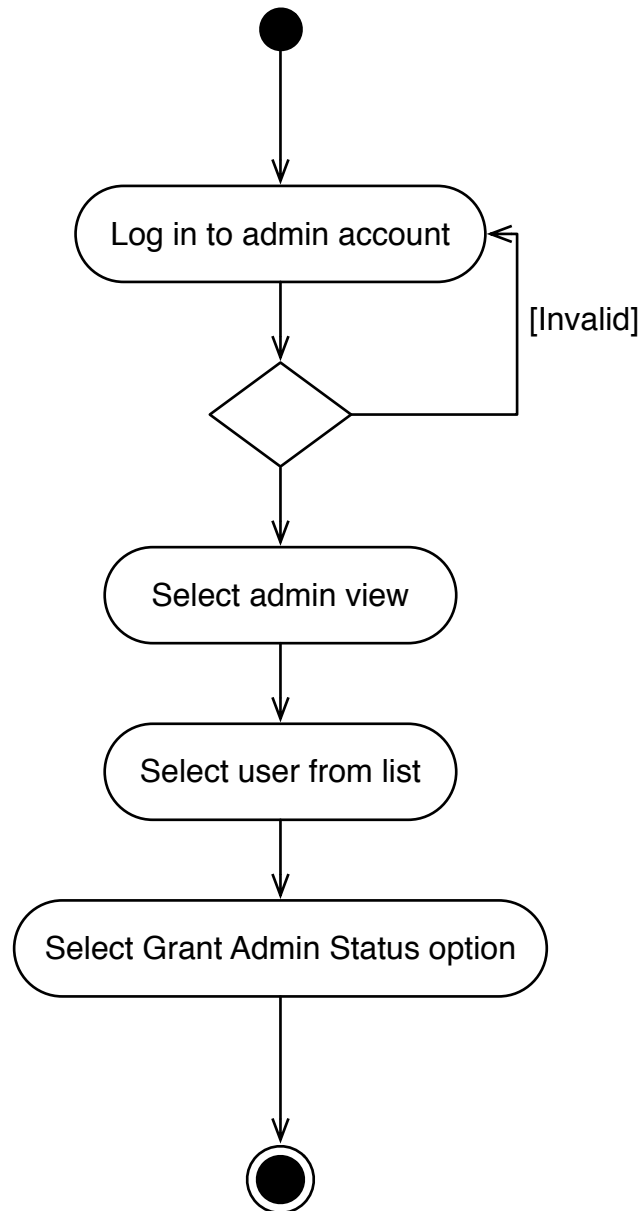 Log in to admin account
[Invalid]
Select admin view
Select user from list
Select Grant Admin Status option